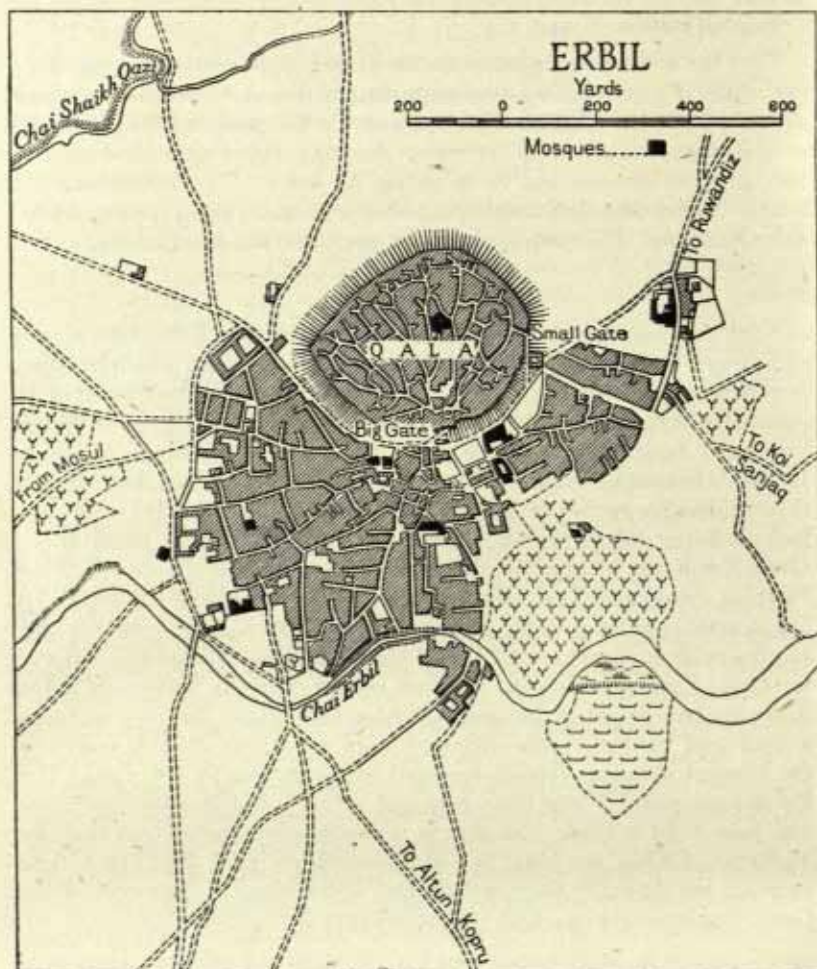 ERBIL
Yards
200 0 200 400 600
Mosques
Chai Shaikh Qazi
To Ruwandiz
Small Gate
QALA
Big Gate
From Mosul
To Koi
Sanjaq
Chai Erbil
To Altun Kopru